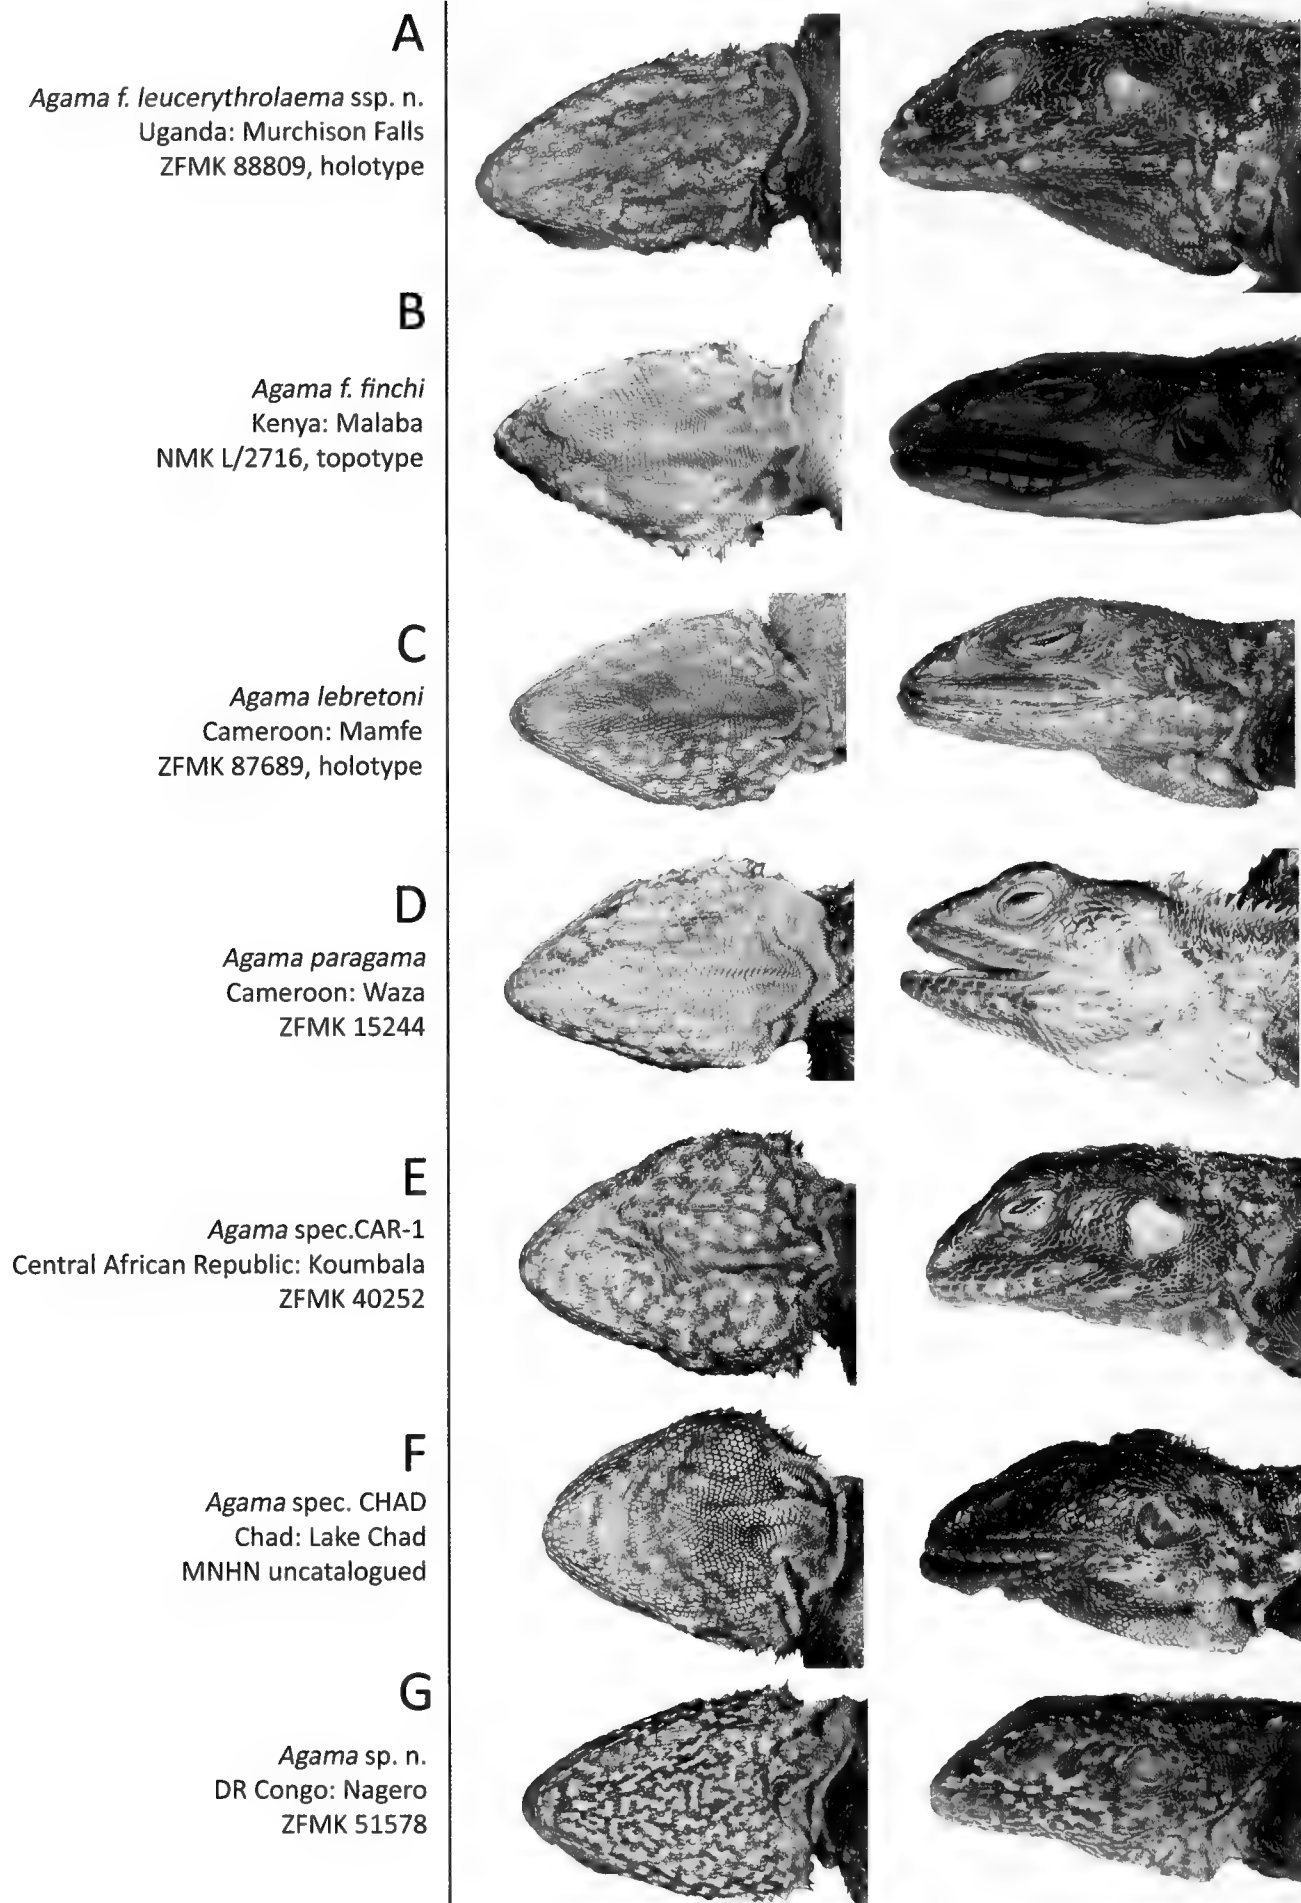 A
Agama f. leucerythrolaema ssp. n.
Uganda: Murchison Falls
ZFMK 88809, holotype
B
Agama f. finchi
Kenya: Malaba
NMK L/2716, topotype
C
Agama lebretoni
Cameroon: Mamfe
ZFMK 87689, holotype
D
Agama paragama
Cameroon: Waza
ZFMK 15244
E
Agama spec.CAR-1
Central African Republic: Koumbala
ZFMK 40252
F
Agama spec. CHAD
Chad: Lake Chad
MNHN uncatalogued
G
Agama sp. n.
DR Congo: Nagero
ZFMK 51578